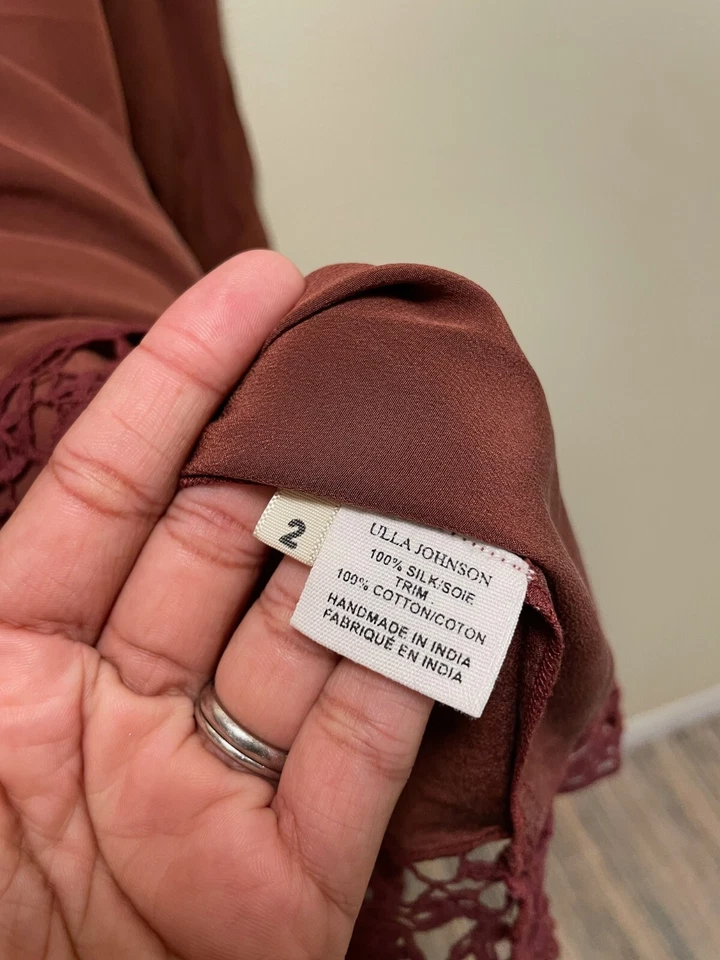 2
ULLA JOHNSON
100% SILK/SOIE
TRIM
100% COTTON/COTON
HANDMADE IN INDIA
FABRIQUÉ EN INDIA